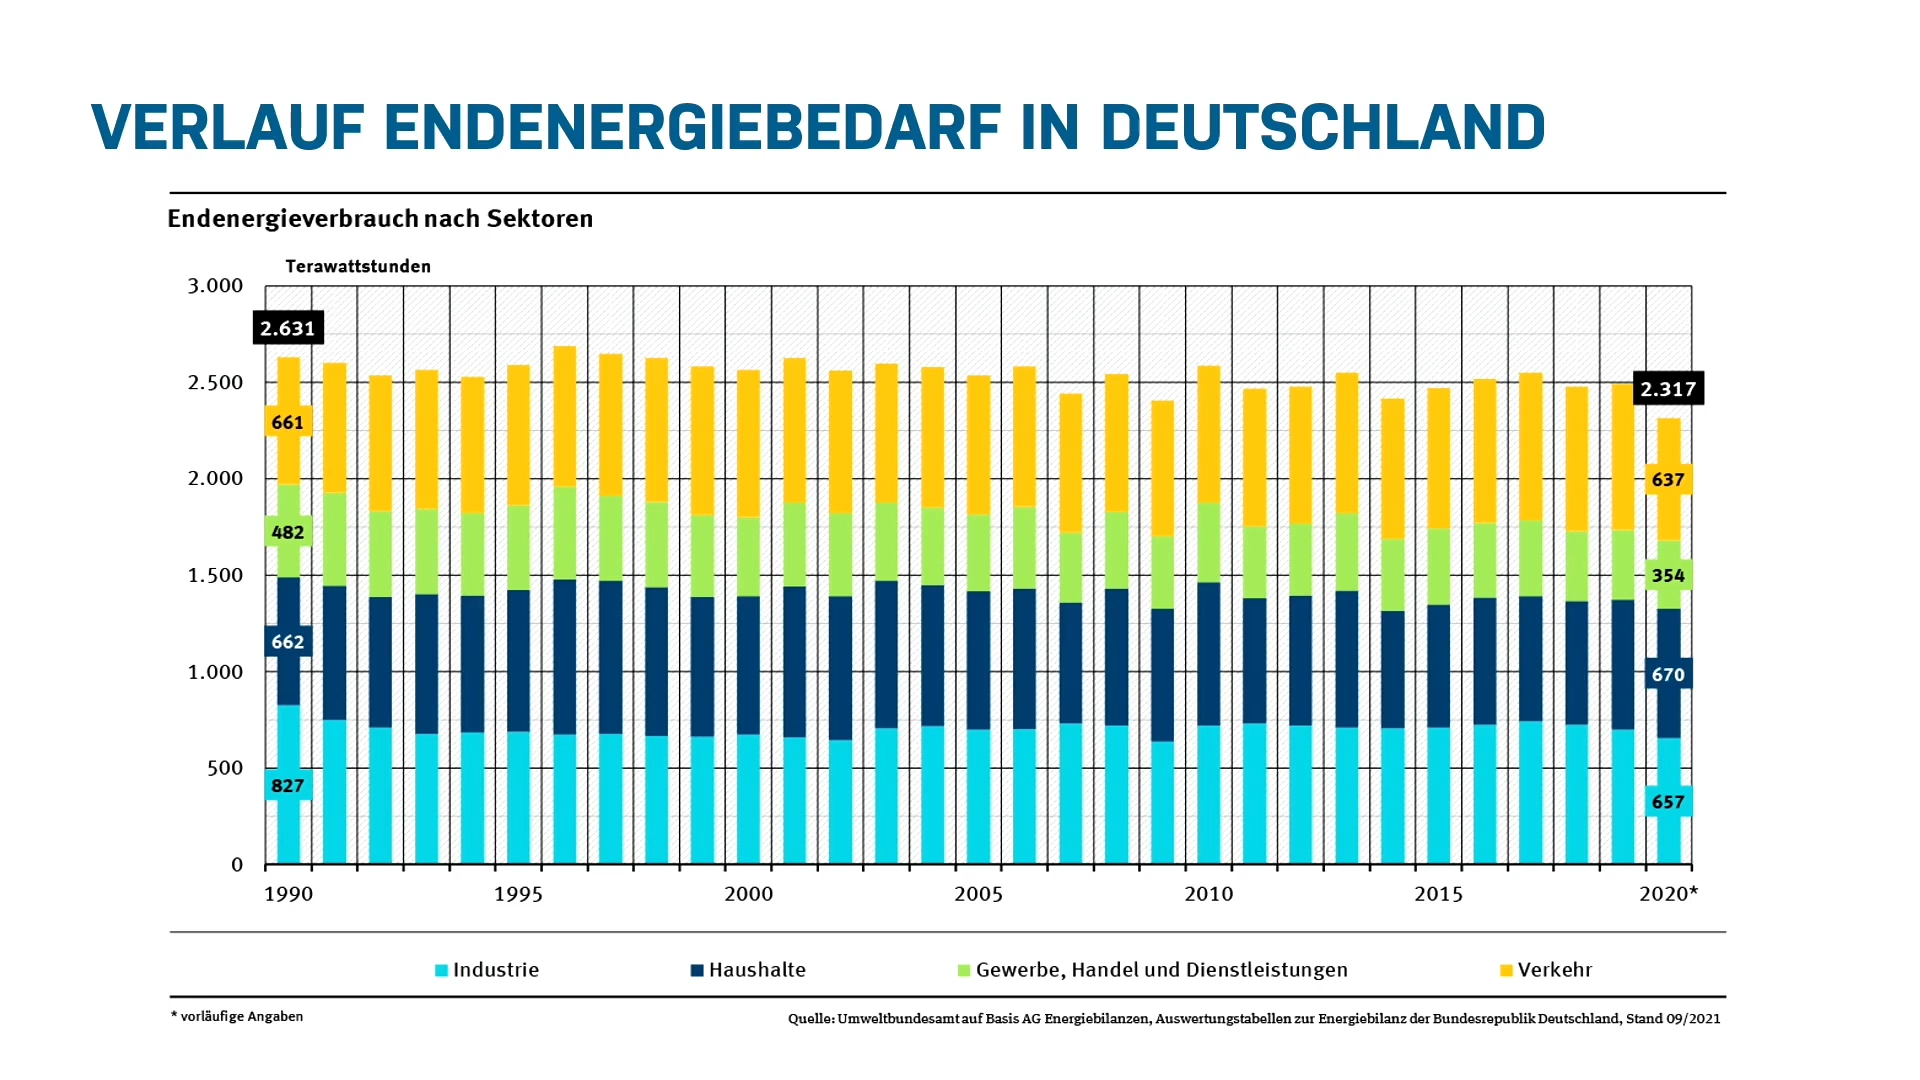 VERLAUF ENDENERGIEBEDARF IN DEUTSCHLAND
Endenergieverbrauch nach Sektoren
Terawattstunden
3.000
2.631
2.500
2.317
661
2.000
637
482
1.500
354
662
1.000
670
500
827
657
0
1990
1995
2000
2005
2010
2015
2020*
Industrie
Haushalte
Gewerbe, Handel und Dienstleistungen
Verkehr
* vorläufige Angaben
Quelle: Umweltbundesamt auf Basis AG Energiebilanzen, Auswertungstabellen zur Energiebilanz der Bundesrepublik Deutschland, Stand 09/2021